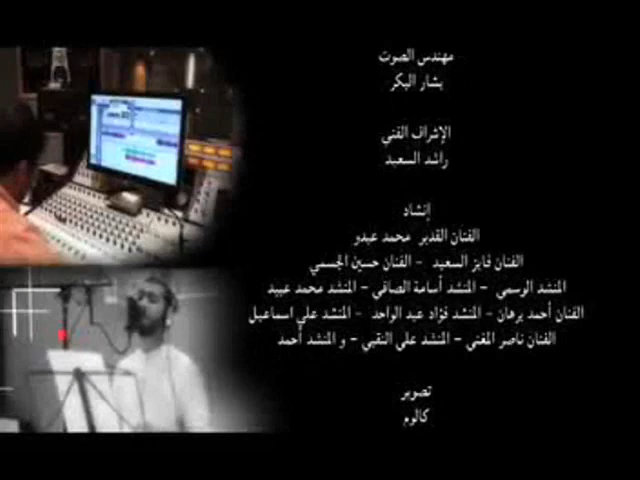 مهندس الصوت
بشار البكر
الإشراف الفني
راشد السعيد
إنشاد
الفنان القدير محمد عبدو
الفنان فايز السعيد - الفنان حسين الجسمي
المنشد الوسمي - المنشد أسامة الصافي - المنشد محمد عبيد
الفنان أحمد برهان - المنشد فؤاد عبد الواحد - المنشد علي اسماعيل
الفنان ناصر المغني - المنشد علي النقبي - و المنشد أحمد
تصوير
كالوم